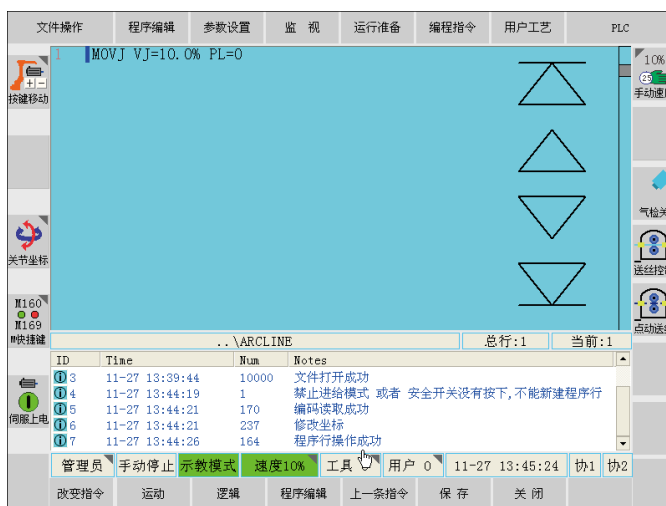 文件操作 程序编辑 参数设置 监 视 运行准备 编程指令 用户工艺 PLC
1 MOVJ VJ=10.0% PL=0
按键移动
关节坐标
M160
M169
M快捷键
伺服上电
10%
25
手动速
气检关
送丝控
点动送
..\ARCLINE 总行:1 当前:1
ID Time Num Notes
3 11-27 13:39:44 10000 文件打开成功
4 11-27 13:44:19 1 禁止进给模式 或者 安全开关没有按下,不能新建程序行
5 11-27 13:44:21 170 编码读取成功
6 11-27 13:44:21 237 修改坐标
7 11-27 13:44:26 164 程序行操作成功
管理员 手动停止 示教模式 速度10% 工具 0 用户 0 11-27 13:45:24 协1 协2
改变指令 运动 逻辑 程序编辑 上一条指令 保 存 关 闭